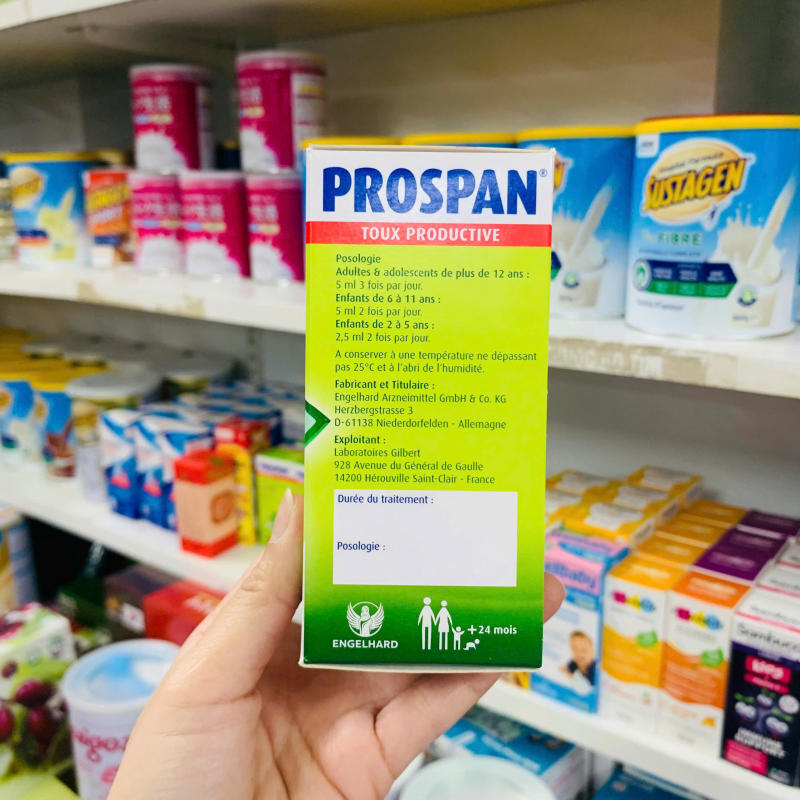 PROSPAN®
TOUX PRODUCTIVE
Posologie
Adultes & adolescents de plus de 12 ans :
5 ml 3 fois par jour.
Enfants de 6 à 11 ans :
5 ml 2 fois par jour.
Enfants de 2 à 5 ans :
2,5 ml 2 fois par jour.
A conserver à une température ne dépassant
pas 25°C et à l'abri de l'humidité.
Fabricant et Titulaire :
Engelhard Arzneimittel GmbH & Co. KG
Herzbergstrasse 3
D-61138 Niederdorfelden - Allemagne
Exploitant :
Laboratoires Gilbert
928 Avenue du Général de Gaulle
14200 Hérouville Saint-Clair - France
Durée du traitement :
Posologie :
ENGELHARD
+24 mois
SUSTAGEN
FIBRE